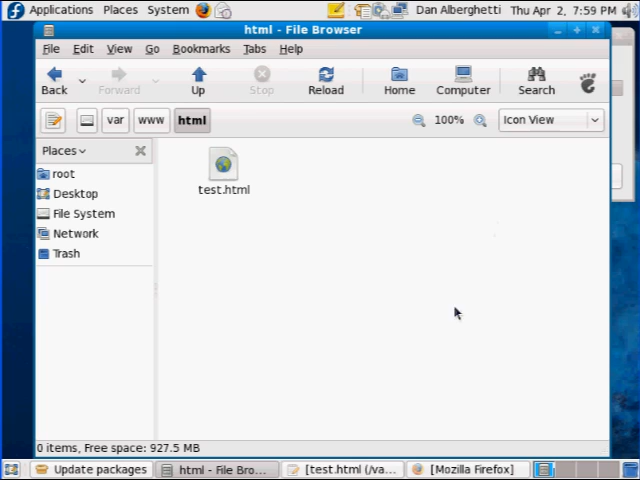 Applications Places System Dan Alberghetti Thu Apr 2, 7:59 PM
html - File Browser
File Edit View Go Bookmarks Tabs Help
Back Forward Up Stop Reload Home Computer Search
var www html 100% Icon View
Places
root
Desktop
File System
Network
Trash
test.html
0 items, Free space: 927.5 MB
Update packages html - File Bro... [test.html (/va... [Mozilla Firefox]